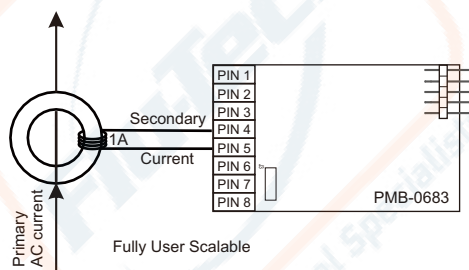 PIN 1
PIN 2
PIN 3
PIN 4
PIN 5
PIN 6
PIN 7
PIN 8
Secondary
1A
Current
PMB-0683
Primary
AC current
Fully User Scalable